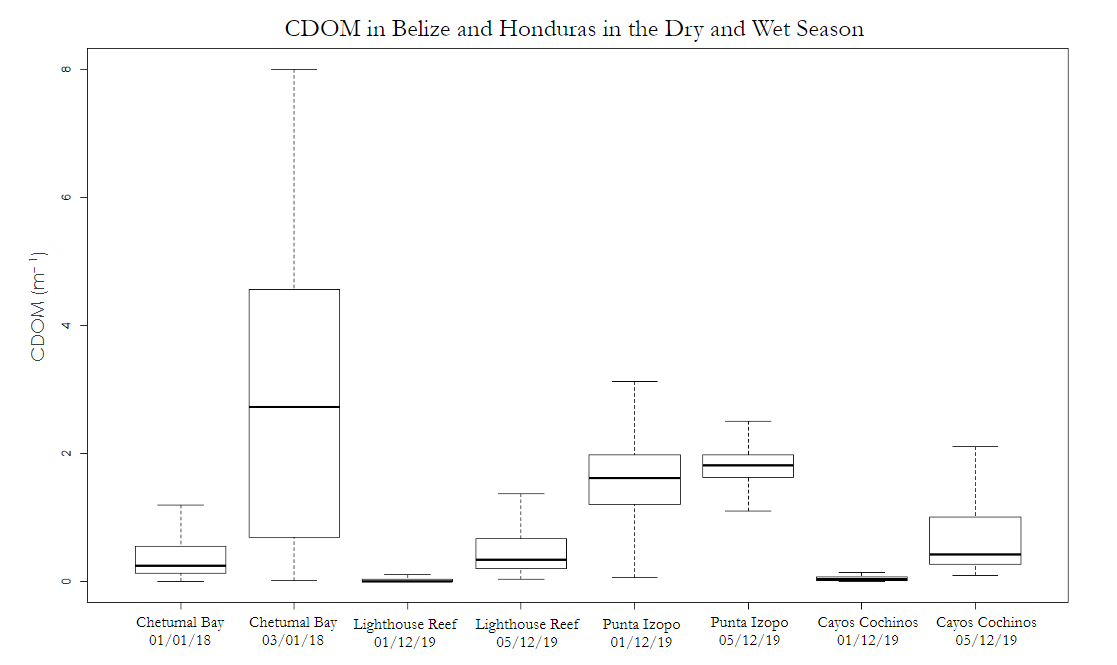 CDOM in Belize and Honduras in the Dry and Wet Season
8
6
4
2
0
CDOM (m⁻¹)
Chetumal Bay Chetumal Bay Lighthouse Reef Lighthouse Reef Punta Izopo Punta Izopo Cayos Cochinos Cayos Cochinos
01/01/18 03/01/18 01/12/19 05/12/19 01/12/19 05/12/19 01/12/19 05/12/19